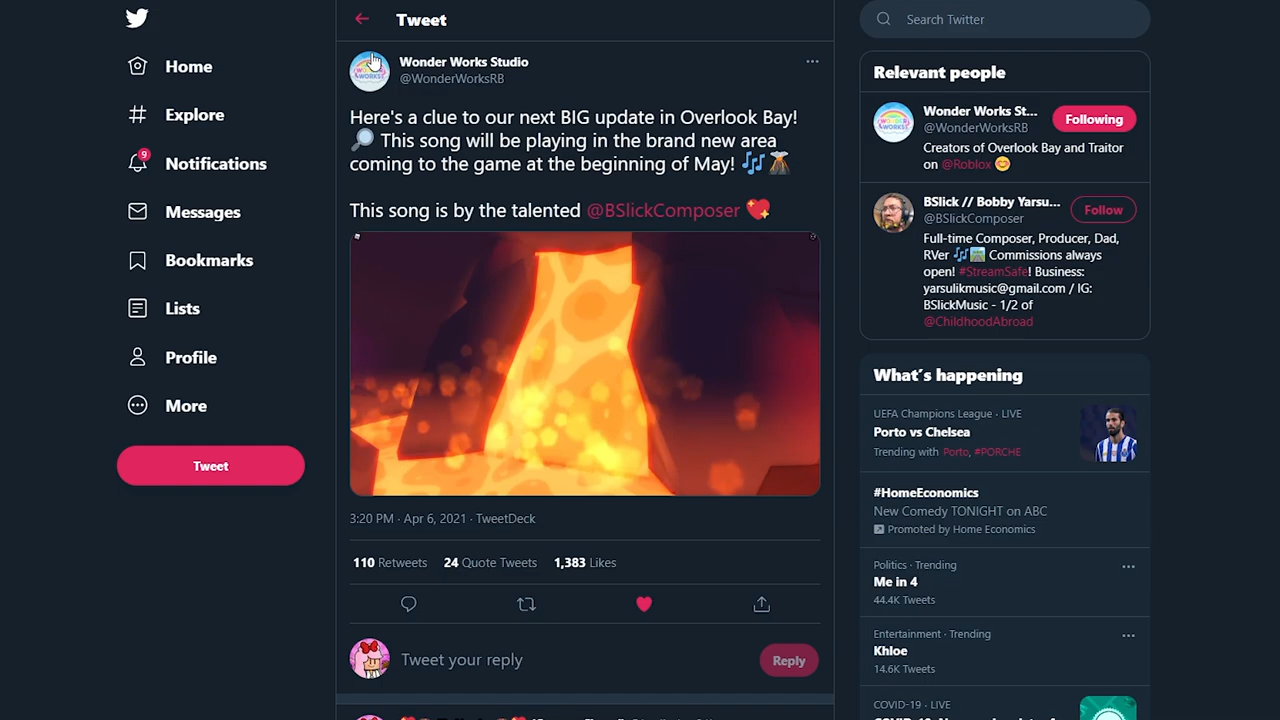 Home
Explore
9
Notifications
Messages
Bookmarks
Lists
Profile
More
Tweet
Tweet
Wonder Works Studio
@WonderWorksRB
Here's a clue to our next BIG update in Overlook Bay!
🔎 This song will be playing in the brand new area
coming to the game at the beginning of May! 🎶🌋
This song is by the talented @BSlickComposer 💖
3:20 PM · Apr 6, 2021 · TweetDeck
110 Retweets 24 Quote Tweets 1,383 Likes
Tweet your reply
Reply
Search Twitter
Relevant people
Wonder Works St...
@WonderWorksRB
Following
Creators of Overlook Bay and Traitor
on @Roblox 😊
BSlick // Bobby Yarsu...
@BSlickComposer
Follow
Full-time Composer, Producer, Dad,
RVer 🎶🏞️ Commissions always
open! #StreamSafe! Business:
yarsulikmusic@gmail.com / IG:
BSlickMusic - 1/2 of
@ChildhoodAbroad
What's happening
UEFA Champions League · LIVE
Porto vs Chelsea
Trending with Porto, #PORCHE
#HomeEconomics
New Comedy TONIGHT on ABC
Promoted by Home Economics
Politics · Trending
Me in 4
44.4K Tweets
Entertainment · Trending
Khloe
14.6K Tweets
COVID-19 · LIVE